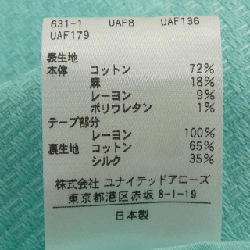 631-1 UAF8 UAF136
UAF179
表生地
本体 コットン 72%
麻 18%
レーヨン 9%
ポリウレタン 1%
テープ部分
レーヨン 100%
裏生地 コットン 65%
シルク 35%
株式会社 ユナイテッドアローズ
東京都港区赤坂8-1-19
日本製